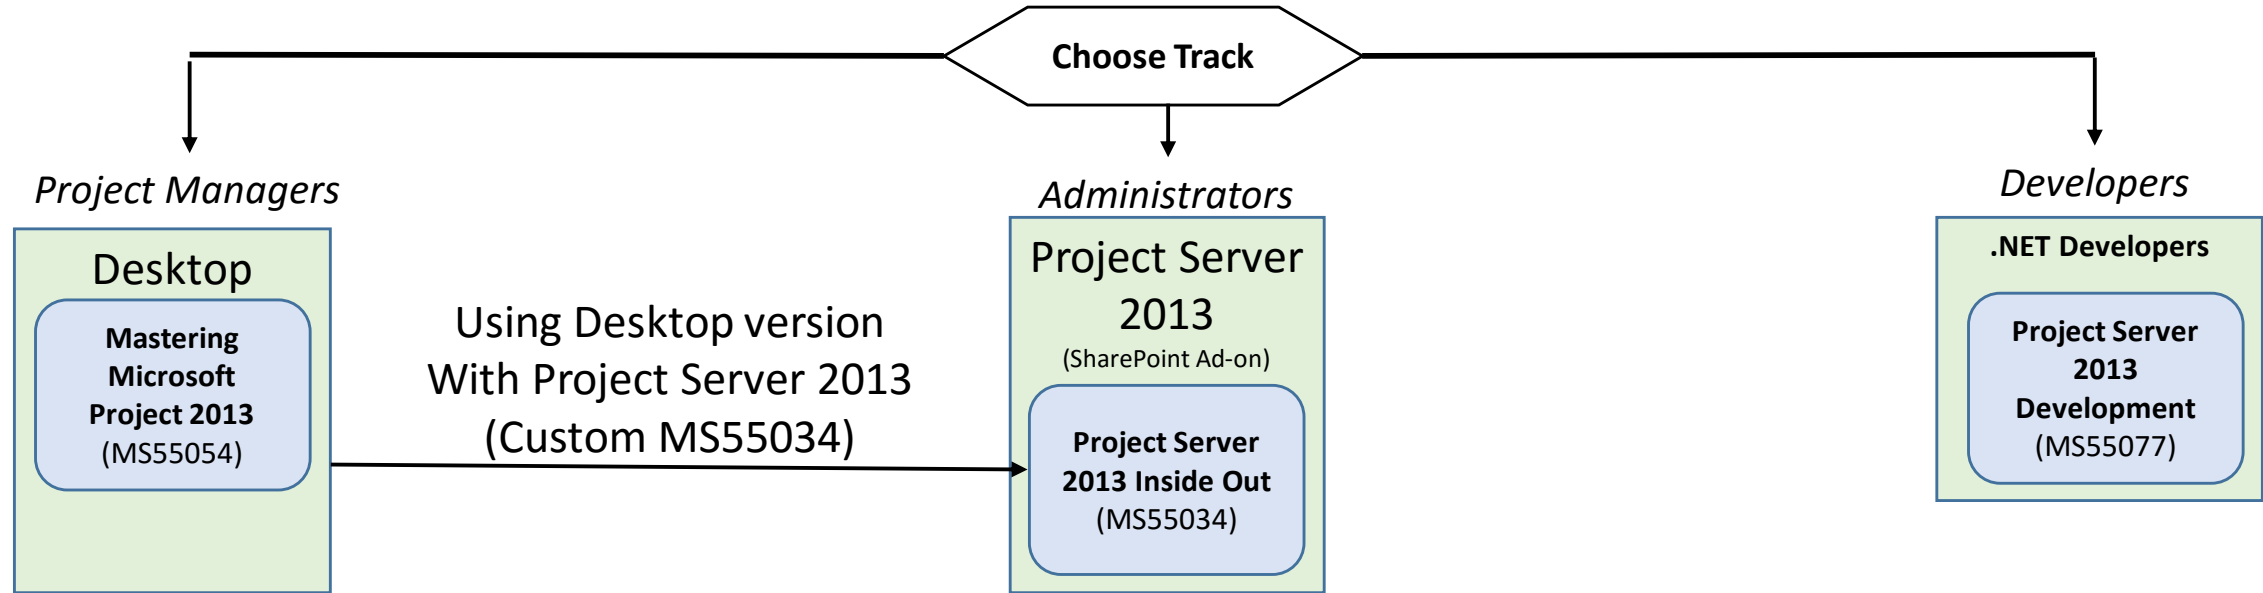 Choose Track
Project Managers
Desktop
Mastering
Microsoft
Project 2013
(MS55054)
Using Desktop version
With Project Server 2013
(Custom MS55034)
Administrators
Project Server
2013
(SharePoint Ad-on)
Project Server
2013 Inside Out
(MS55034)
Developers
.NET Developers
Project Server
2013
Development
(MS55077)